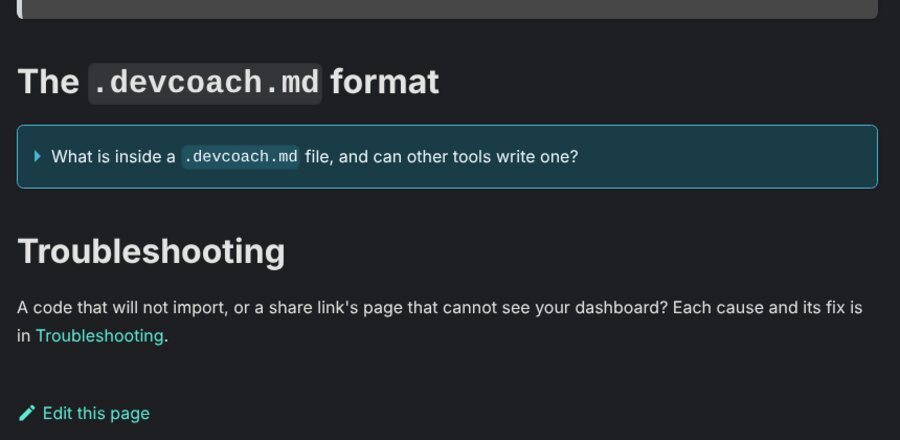 The .devcoach.md format
What is inside a .devcoach.md file, and can other tools write one?
Troubleshooting
A code that will not import, or a share link's page that cannot see your dashboard? Each cause and its fix is
in Troubleshooting.
Edit this page